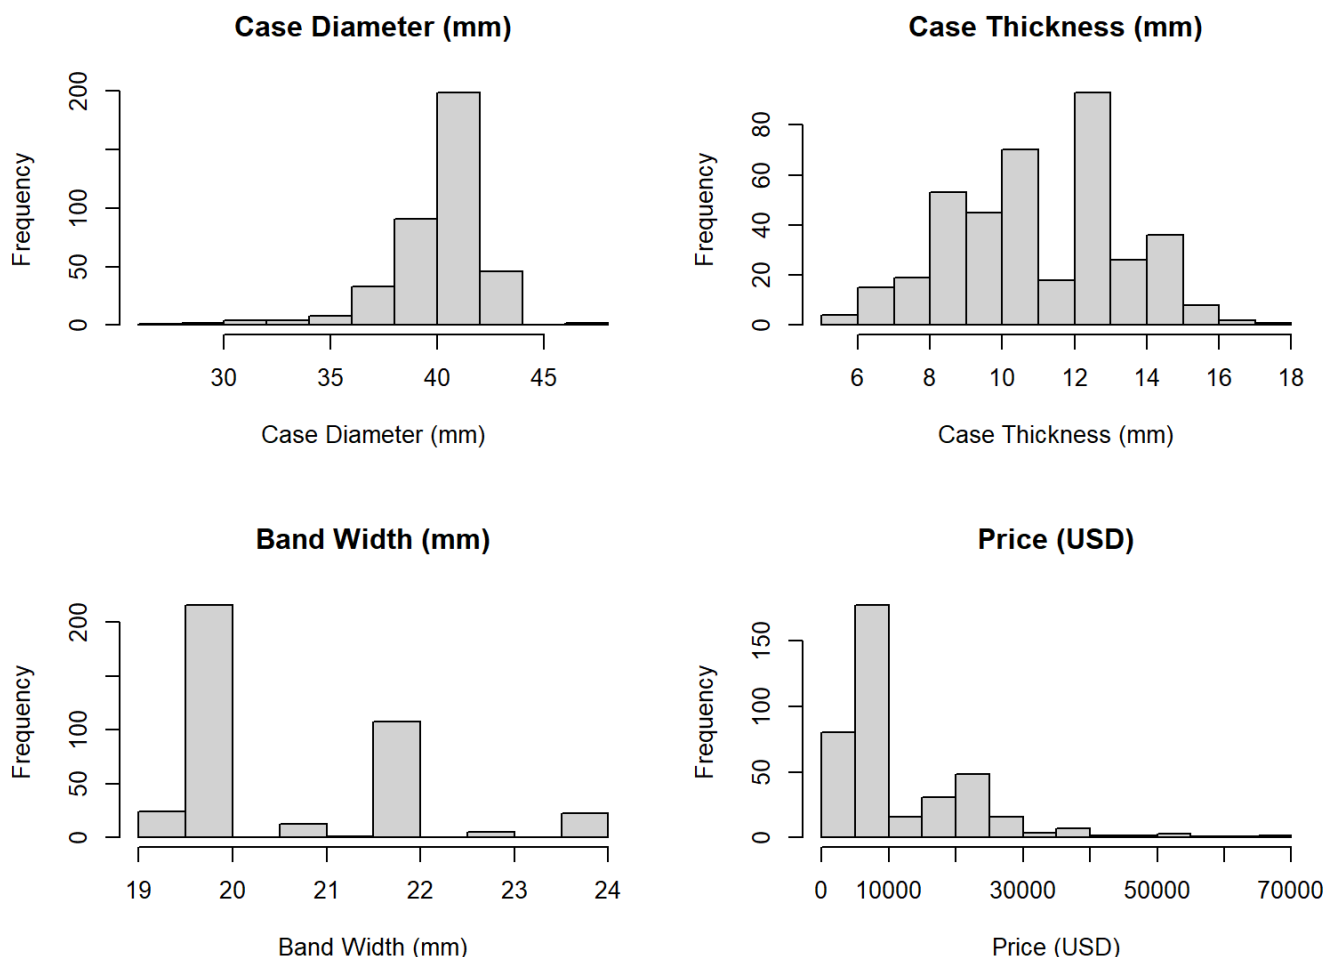 Case Diameter (mm)
Frequency
0 50 100 200
30 35 40 45
Case Diameter (mm)
Case Thickness (mm)
Frequency
0 20 40 60 80
6 8 10 12 14 16 18
Case Thickness (mm)
Band Width (mm)
Frequency
0 50 100 200
19 20 21 22 23 24
Band Width (mm)
Price (USD)
Frequency
0 50 100 150
0 10000 30000 50000 70000
Price (USD)